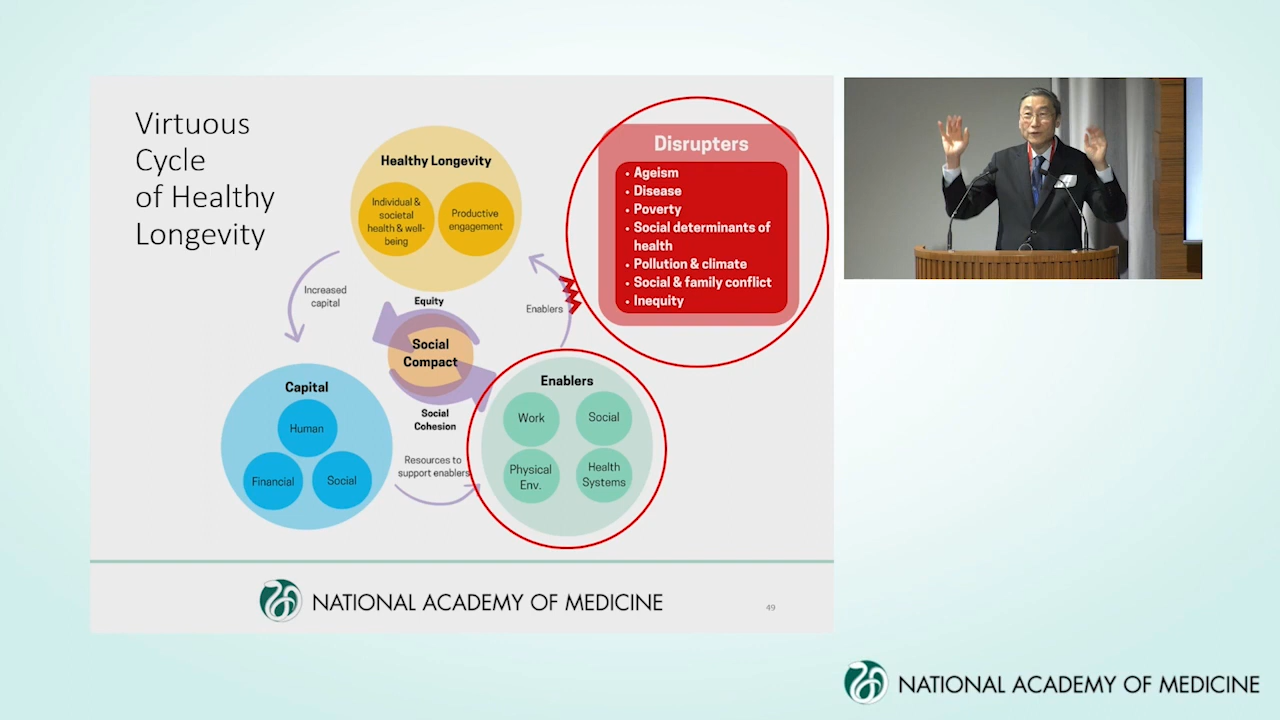 Virtuous
Cycle
of Healthy
Longevity
Healthy Longevity
Individual &
societal
health & well-
being
Productive
engagement
Disrupters
• Ageism
• Disease
• Poverty
• Social determinants of
health
• Pollution & climate
• Social & family conflict
• Inequity
Increased
capital
Equity
Enablers
Social
Compact
Social
Cohesion
Capital
Human
Financial
Social
Resources to
support enablers
Enablers
Work
Social
Physical
Env.
Health
Systems
NATIONAL ACADEMY OF MEDICINE
49
NATIONAL ACADEMY OF MEDICINE